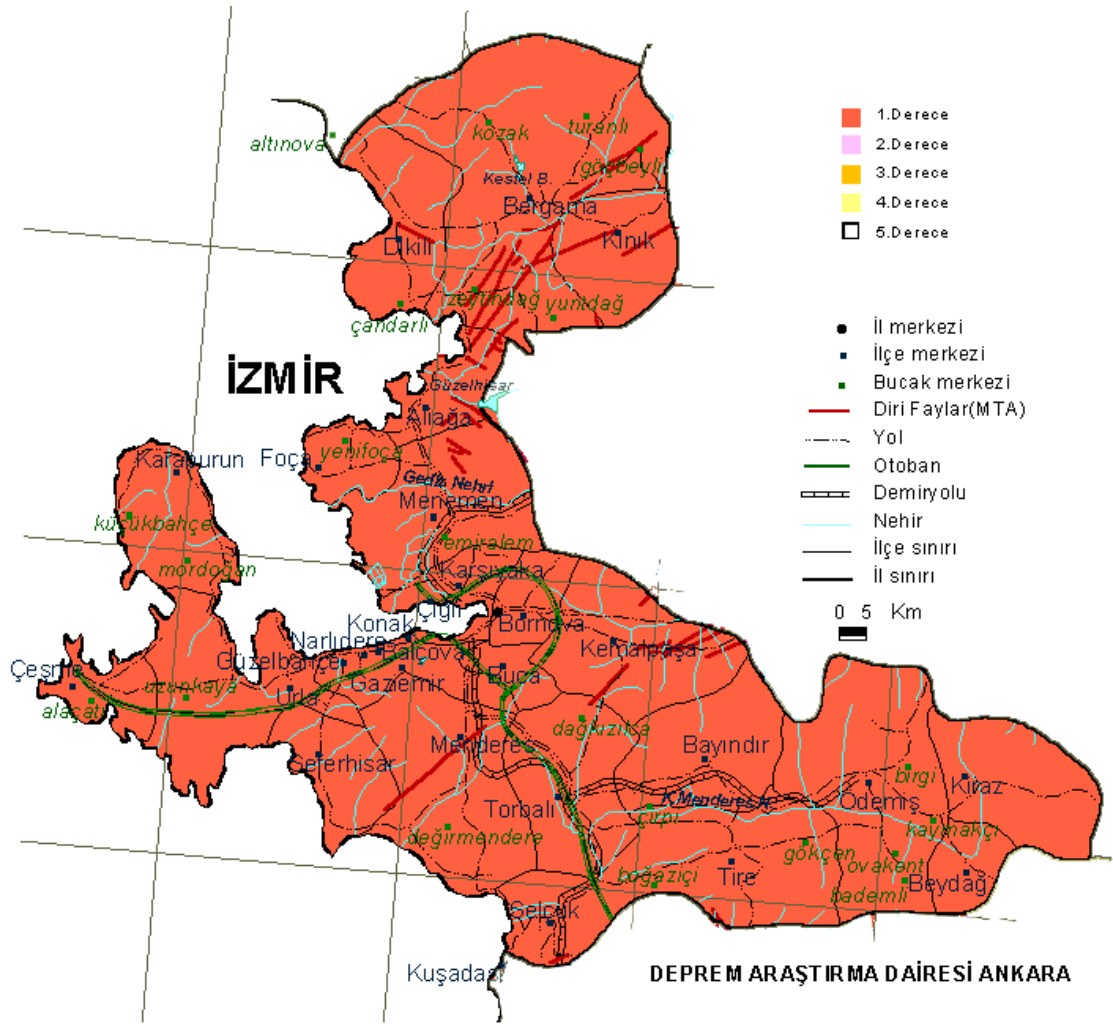 altınova
kozak
turanlı
göçbeyli
Kestel B.
Bergama
Dikili
Kınık
zeytindağ
yuntdağ
çandarlı
İZMİR
Güzelhisar
Aliağa
yenifoça
Foça
Karaburun
Gediz Nehri
Menemen
küçükbahçe
emiralem
mordoğan
Karşıyaka
Çiğli
Konak
Bornova
Narlıdere
Balçova
Kemalpaşa
Güzelbahçe
Çeşme
Gaziemir
Buca
uzunkaya
Urla
alaçatı
dağkızılca
Menderes
Bayındır
Seferhisar
birgi
Kiraz
Torbalı
K.Menderes N.
Ödemiş
çırpı
kaymakçı
değirmendere
gökçen
ovakent
boğaziçi
Tire
bademli
Beydağ
Selçuk
Kuşadası
1.Derece
2.Derece
3.Derece
4.Derece
5.Derece
İl merkezi
İlçe merkezi
Bucak merkezi
Diri Faylar(MTA)
Yol
Otoban
Demiryolu
Nehir
İlçe sınırı
İl sınırı
0 5 Km
DEPREM ARAŞTIRMA DAİRESİ ANKARA